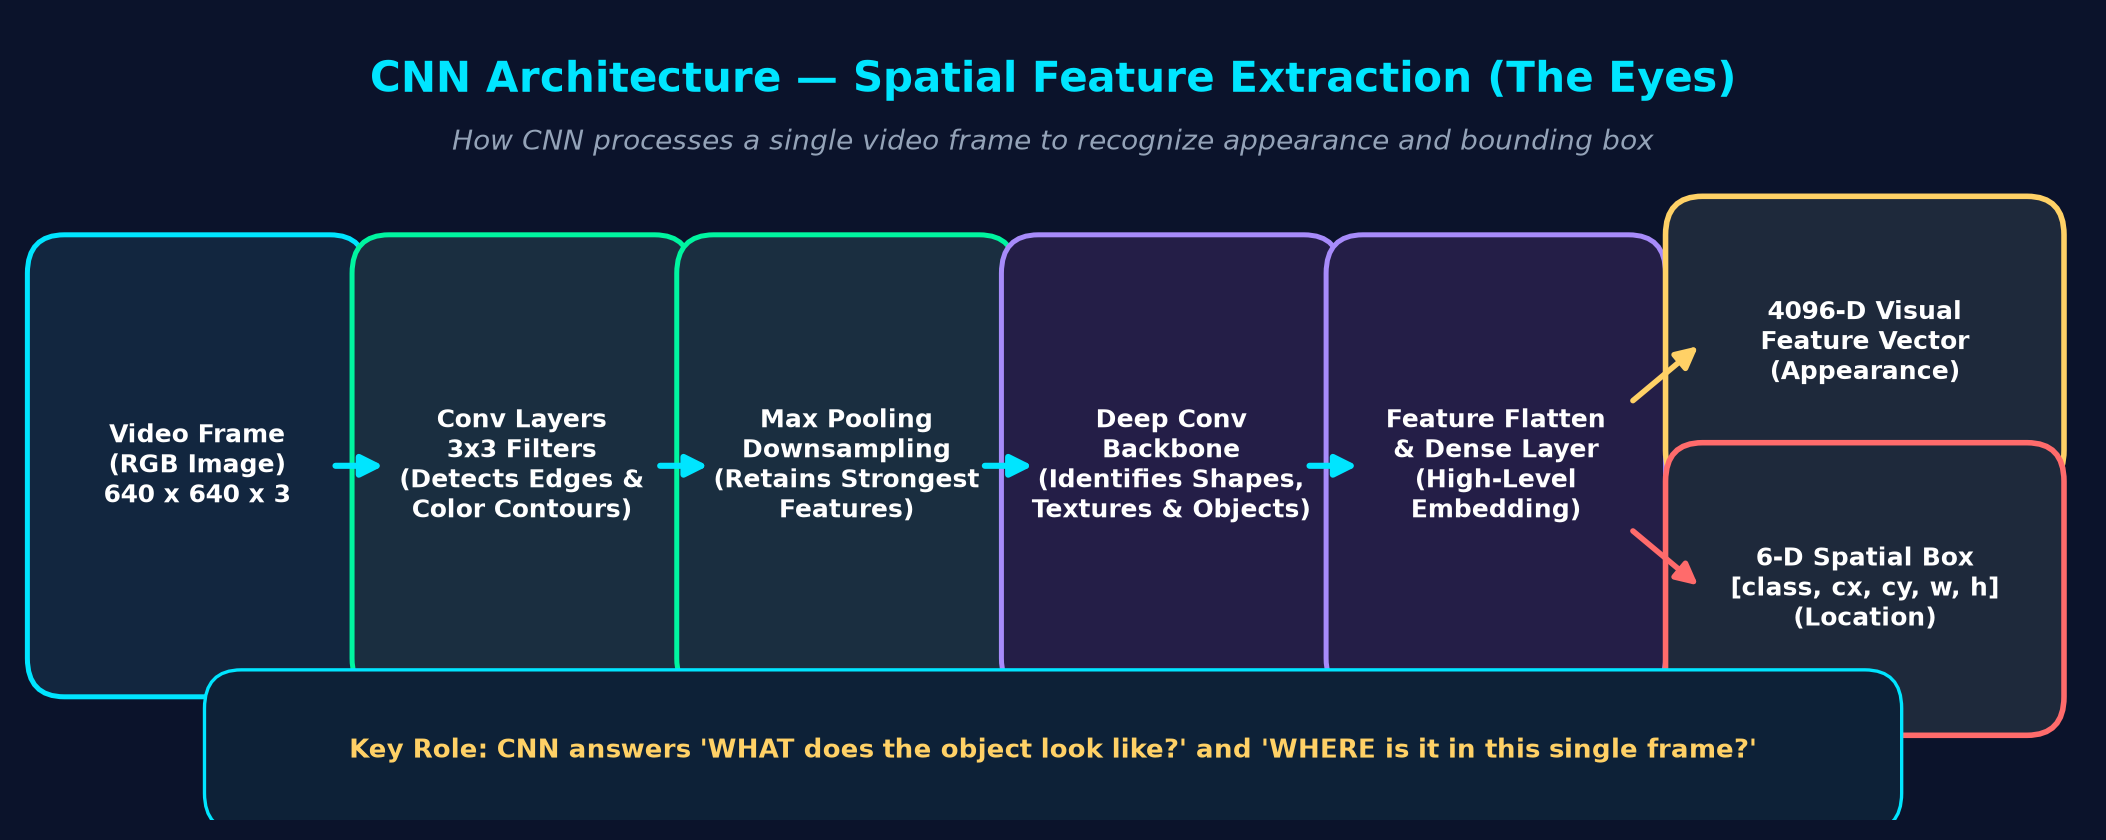 CNN Architecture — Spatial Feature Extraction (The Eyes)
How CNN processes a single video frame to recognize appearance and bounding box
Video Frame
(RGB Image)
640 x 640 x 3
Conv Layers
3x3 Filters
(Detects Edges &
Color Contours)
Max Pooling
Downsampling
(Retains Strongest
Features)
Deep Conv
Backbone
(Identifies Shapes,
Textures & Objects)
Feature Flatten
& Dense Layer
(High-Level
Embedding)
4096-D Visual
Feature Vector
(Appearance)
6-D Spatial Box
[class, cx, cy, w, h]
(Location)
Key Role: CNN answers 'WHAT does the object look like?' and 'WHERE is it in this single frame?'